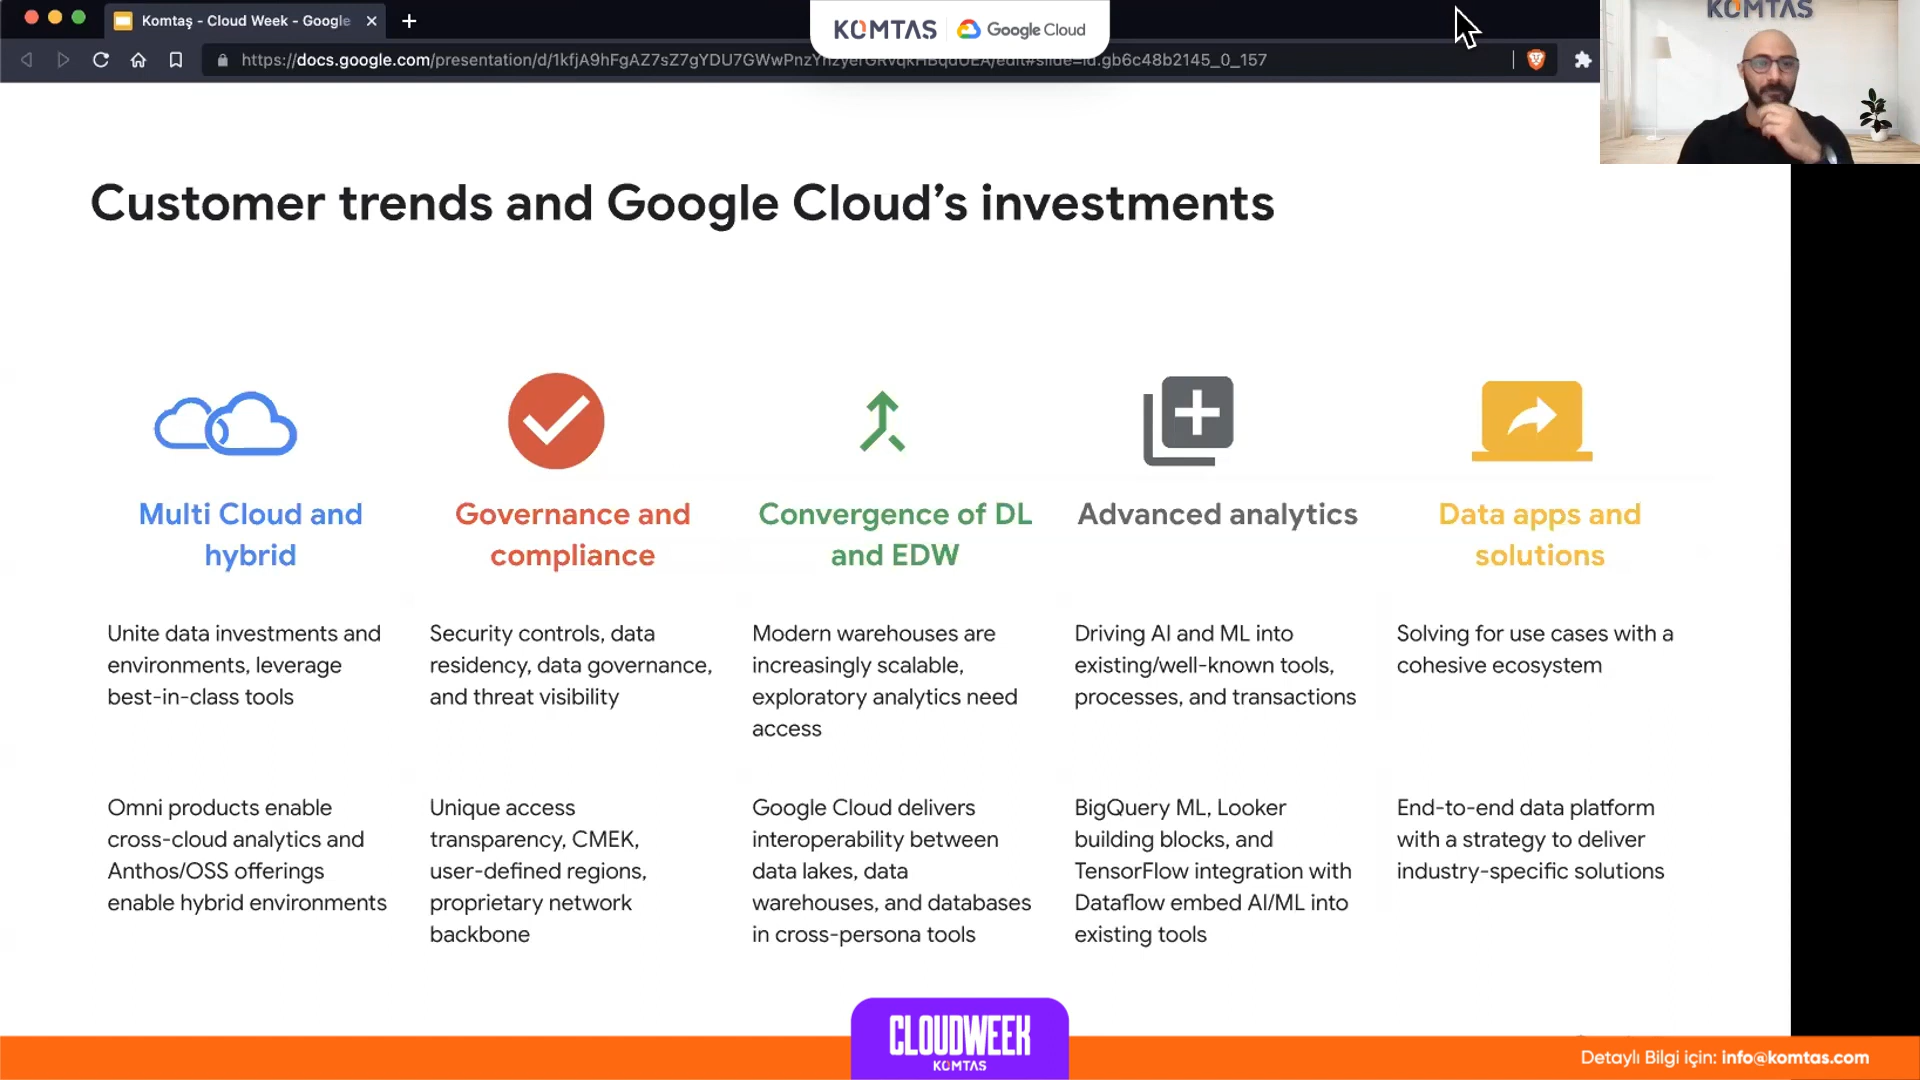 Komtaş - Cloud Week - Google
KOMTAS
Google Cloud
KOMTAS
https://docs.google.com/presentation/d/
Customer trends and Google Cloud's investments
Multi Cloud and
hybrid
Unite data investments and
environments, leverage
best-in-class tools
Omni products enable
cross-cloud analytics and
Anthos/OSS offerings
enable hybrid environments
Governance and
compliance
Security controls, data
residency, data governance,
and threat visibility
Unique access
transparency, CMEK,
user-defined regions,
proprietary network
backbone
Convergence of DL
and EDW
Modern warehouses are
increasingly scalable,
exploratory analytics need
access
Google Cloud delivers
interoperability between
data lakes, data
warehouses, and databases
in cross-persona tools
Advanced analytics
Driving AI and ML into
existing/well-known tools,
processes, and transactions
BigQuery ML, Looker
building blocks, and
TensorFlow integration with
Dataflow embed AI/ML into
existing tools
Data apps and
solutions
Solving for use cases with a
cohesive ecosystem
End-to-end data platform
with a strategy to deliver
industry-specific solutions
CLOUDWEEK
KOMTAS
Detaylı Bilgi için: info@komtas.com